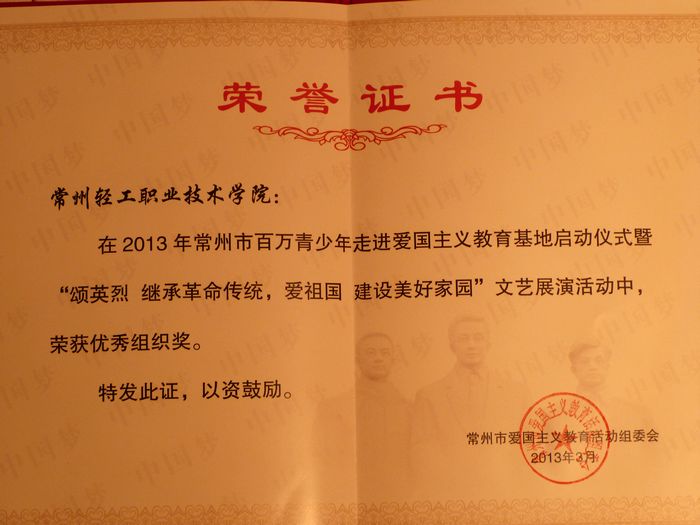 荣誉证书
常州轻工职业技术学院：
在2013年常州市百万青少年走进爱国主义教育基地启动仪式暨
“颂英烈 继承革命传统，爱祖国 建设美好家园”文艺展演活动中，
荣获优秀组织奖。
特发此证，以资鼓励。
常州市爱国主义教育活动组委会
2013年3月
中国梦